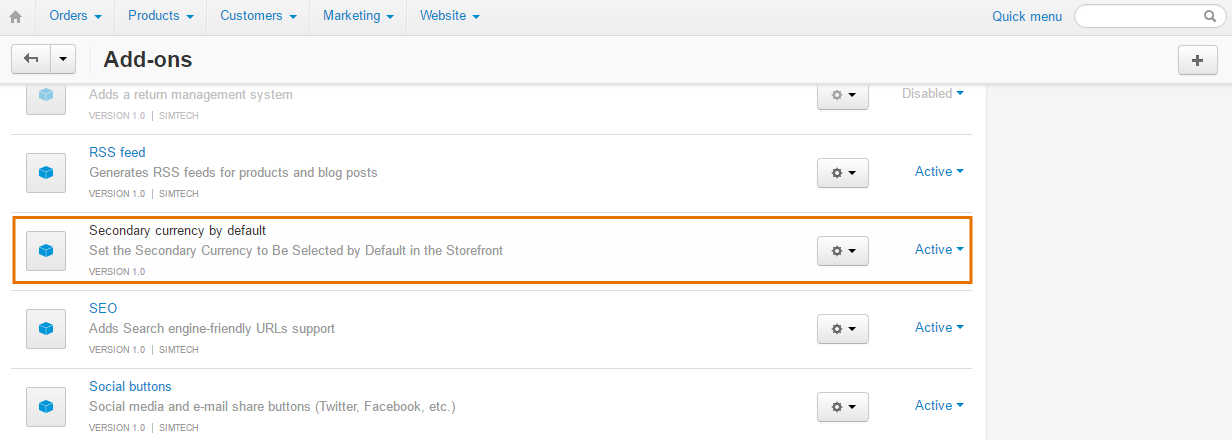 Orders Products Customers Marketing Website Quick menu
Add-ons
Adds a return management system Disabled
VERSION 1.0 | SIMTECH
RSS feed
Generates RSS feeds for products and blog posts Active
VERSION 1.0 | SIMTECH
Secondary currency by default
Set the Secondary Currency to Be Selected by Default in the Storefront Active
VERSION 1.0
SEO
Adds Search engine-friendly URLs support Active
VERSION 1.0 | SIMTECH
Social buttons
Social media and e-mail share buttons (Twitter, Facebook, etc.) Active
VERSION 1.0 | SIMTECH